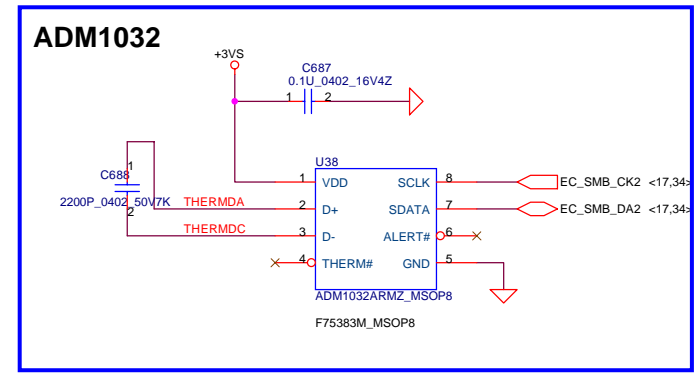 ADM1032
+3VS
C687
0.1U_0402_16V4Z
1 2
U38
1 VDD SCLK 8 EC_SMB_CK2 <17,34>
1
C688
2200P_0402_50V7K
2
THERMDA 2 D+ SDATA 7 EC_SMB_DA2 <17,34>
THERMDC 3 D- ALERT# 6
4 THERM# GND 5
ADM1032ARMZ_MSOP8
F75383M_MSOP8